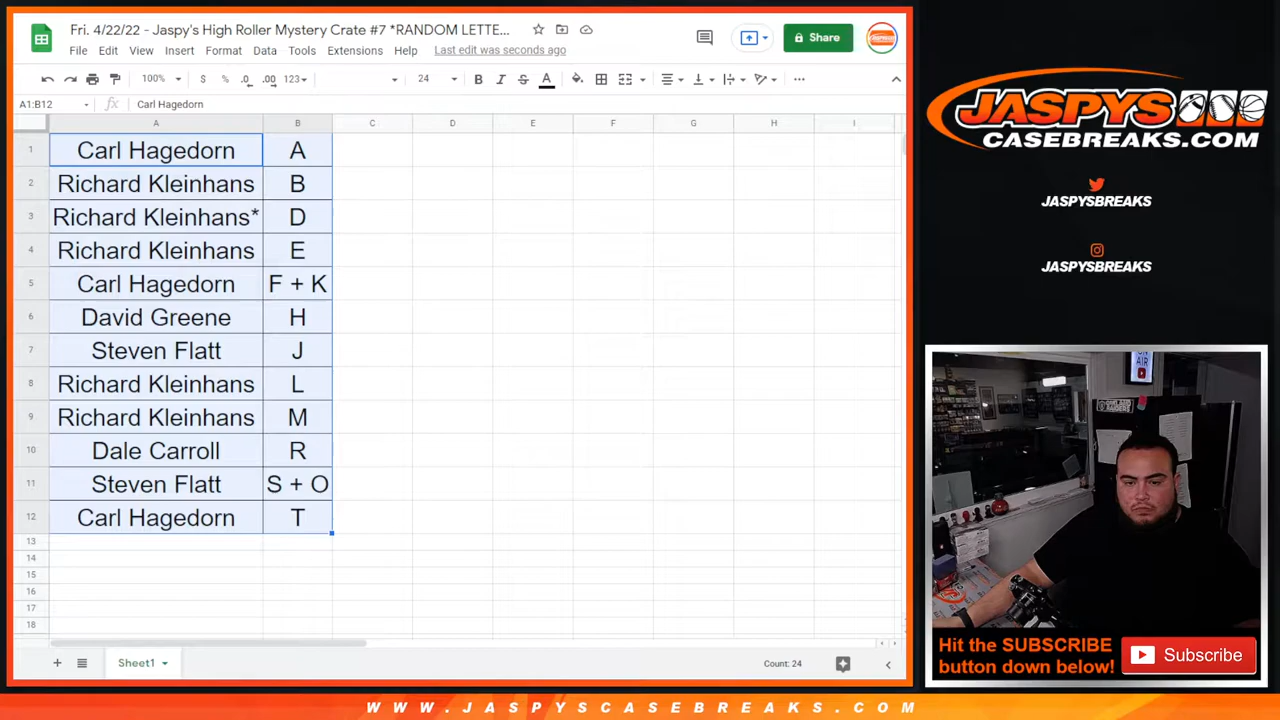 Fri. 4/22/22 - Jaspy's High Roller Mystery Crate #7 *RANDOM LETTE...
File Edit View Insert Format Data Tools Extensions Help Last edit was seconds ago
Share
100% $ % .0 .00 123 24 B I S A
A1:B12 fx Carl Hagedorn
A B C D E F G H I
1 Carl Hagedorn A
2 Richard Kleinhans B
3 Richard Kleinhans* D
4 Richard Kleinhans E
5 Carl Hagedorn F + K
6 David Greene H
7 Steven Flatt J
8 Richard Kleinhans L
9 Richard Kleinhans M
10 Dale Carroll R
11 Steven Flatt S + O
12 Carl Hagedorn T
13
14
15
16
17
18
Sheet1
Count: 24
JASPYS
CASEBREAKS.COM
JASPYSBREAKS
JASPYSBREAKS
ON
AIR
Hit the SUBSCRIBE
button down below!
Subscribe
WWW.JASPYSCASEBREAKS.COM